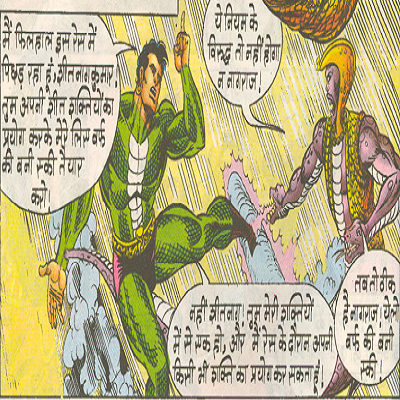 मैं फिलहाल इस रेस में
पिछड़ रहा हूं, शीतनागकुमार!
तुम अपनी शीत शक्तियों का
प्रयोग करके मेरे लिए बर्फ
की बनी स्की तैयार
करो!
ये नियम के
विरुद्ध तो नहीं होगा
न नागराज!
नहीं शीतनाग! तुम मेरी शक्तियों
में से एक हो, और मैं रेस के दौरान अपनी
किसी भी शक्ति का प्रयोग कर सकता हूं!
तब तो ठीक
है नागराज! ये लो
बर्फ की बनी
स्की!